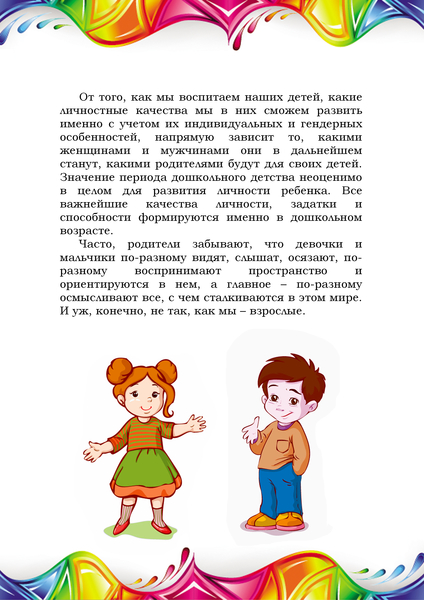 От того, как мы воспитаем наших детей, какие
личностные качества мы в них сможем развить
именно с учетом их индивидуальных и гендерных
особенностей, напрямую зависит то, какими
женщинами и мужчинами они в дальнейшем
станут, какими родителями будут для своих детей.
Значение периода дошкольного детства неоценимо
в целом для развития личности ребенка. Все
важнейшие качества личности, задатки и
способности формируются именно в дошкольном
возрасте.
Часто, родители забывают, что девочки и
мальчики по-разному видят, слышат, осязают, по-
разному воспринимают пространство и
ориентируются в нем, а главное – по-разному
осмысливают все, с чем сталкиваются в этом мире.
И уж, конечно, не так, как мы – взрослые.